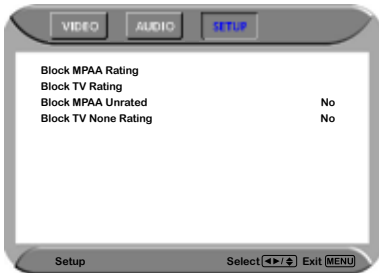 VIDEO AUDIO SETUP
Block MPAA Rating
Block TV Rating
Block MPAA Unrated No
Block TV None Rating No
Setup Select ◄►/ ⬍ Exit MENU